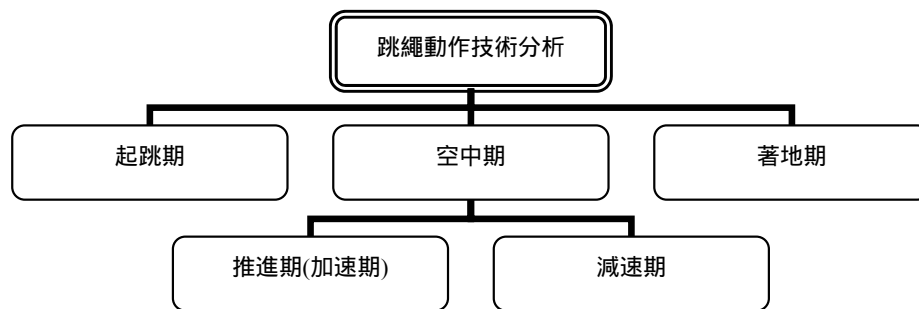 跳繩動作技術分析
起跳期
空中期
著地期
推進期(加速期)
減速期